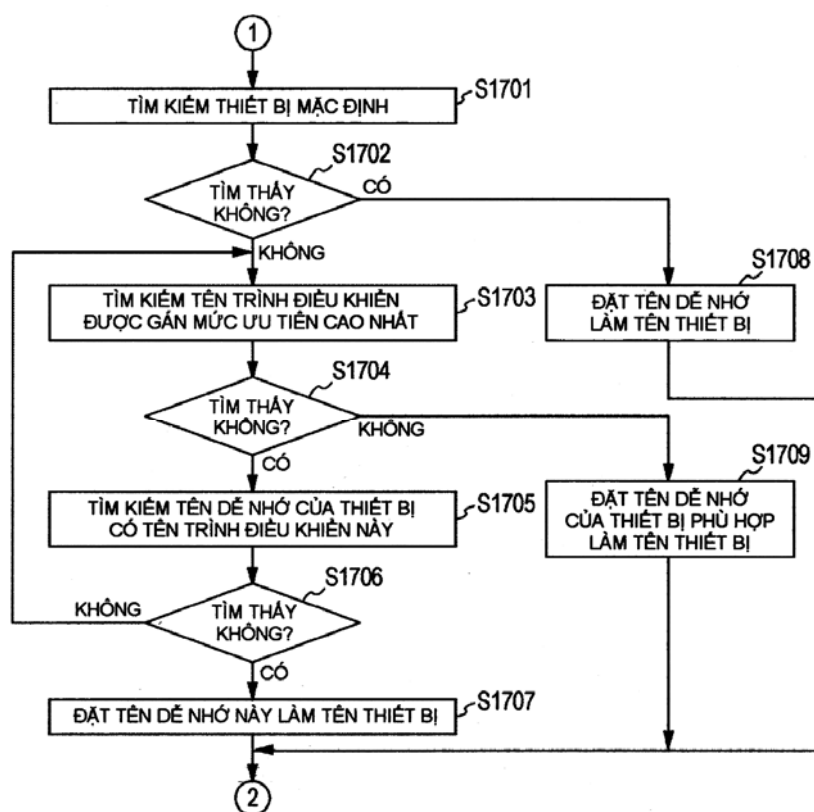 1
TÌM KIẾM THIẾT BỊ MẶC ĐỊNH
S1701
S1702
TÌM THẤY
KHÔNG?
CÓ
KHÔNG
TÌM KIẾM TÊN TRÌNH ĐIỀU KHIỂN
ĐƯỢC GẮN MỨC ƯU TIÊN CAO NHẤT
S1703
S1708
ĐẶT TÊN DỄ NHỚ
LÀM TÊN THIẾT BỊ
S1704
TÌM THẤY
KHÔNG?
KHÔNG
CÓ
TÌM KIẾM TÊN DỄ NHỚ CỦA THIẾT BỊ
CÓ TÊN TRÌNH ĐIỀU KHIỂN NÀY
S1705
S1709
ĐẶT TÊN DỄ NHỚ
CỦA THIẾT BỊ PHÙ HỢP
LÀM TÊN THIẾT BỊ
S1706
KHÔNG
TÌM THẤY
KHÔNG?
CÓ
ĐẶT TÊN DỄ NHỚ NÀY LÀM TÊN THIẾT BỊ
S1707
2